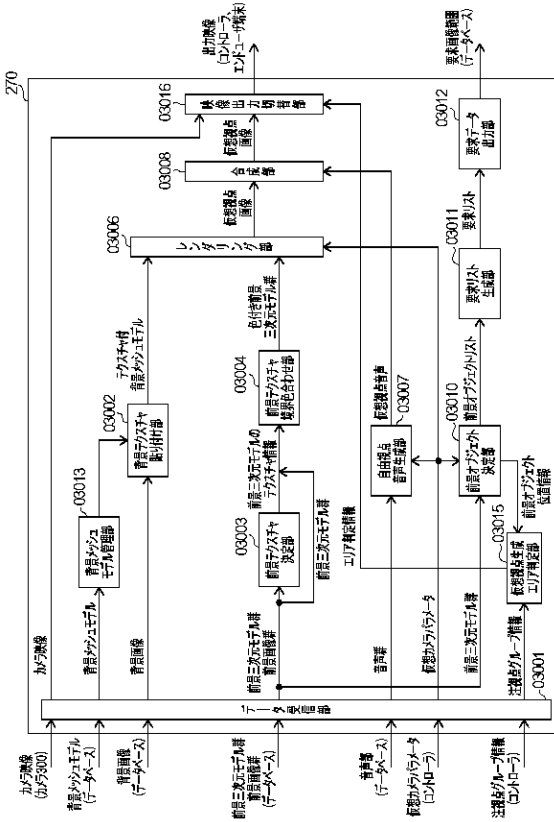 270
カメラ映像
(カメラ300)
背景メッシュモデル
(データベース)
背景画像
(データベース)
前景三次元モデル群
前景画像群
(データベース)
音声部
(データベース)
仮想カメラパラメータ
(コントローラ)
注視点グループ情報
(コントローラ)
データ受信部
03001
カメラ映像
背景メッシュモデル
背景画像
前景三次元モデル群
前景画像群
音声群
仮想カメラパラメータ
前景三次元モデル群
注視点グループ情報
背景メッシュ
モデル管理部
03013
背景テクスチャ
貼り付け部
03002
テクスチャ付
背景メッシュモデル
前景テクスチャ
決定部
03003
前景三次元モデルの
テクスチャ情報
前景三次元モデル群
前景テクスチャ
境界色合わせ部
03004
色付き前景
三次元モデル群
エリア判定情報
自由視点
音声生成部
03007
仮想視点音声
前景オブジェクト
決定部
03010
前景オブジェクト
位置情報
仮想視点生成
エリア判定部
03015
前景オブジェクトリスト
要求リスト
生成部
03011
要求リスト
要求データ
出力部
03012
要求画像範囲
(データベース)
レンダリング部
03006
仮想視点
画像
合成部
03008
仮想視点
画像
映像出力切替部
03016
出力映像
(コントローラ、
エンドユーザ端末)